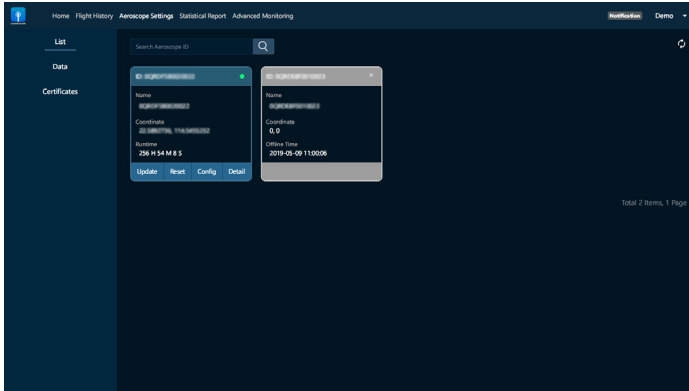 Home Flight History Aeroscope Settings Statistical Report Advanced Monitoring Notification Demo
List
Data
Certificates
Search Aeroscope ID
ID:
Name
Coordinate
Runtime
256 H 54 M 8 S
Update Reset Config Detail
ID:
Name
Coordinate
0, 0
Offline Time
2019-05-09 11:00:06
Total 2 Items, 1 Page